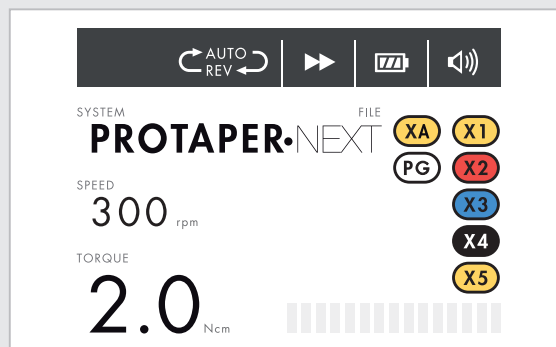 AUTO
REV
SYSTEM
FILE
PROTAPER•NEXT
XA
X1
PG
X2
SPEED
300 rpm
X3
X4
TORQUE
X5
2.0 Ncm